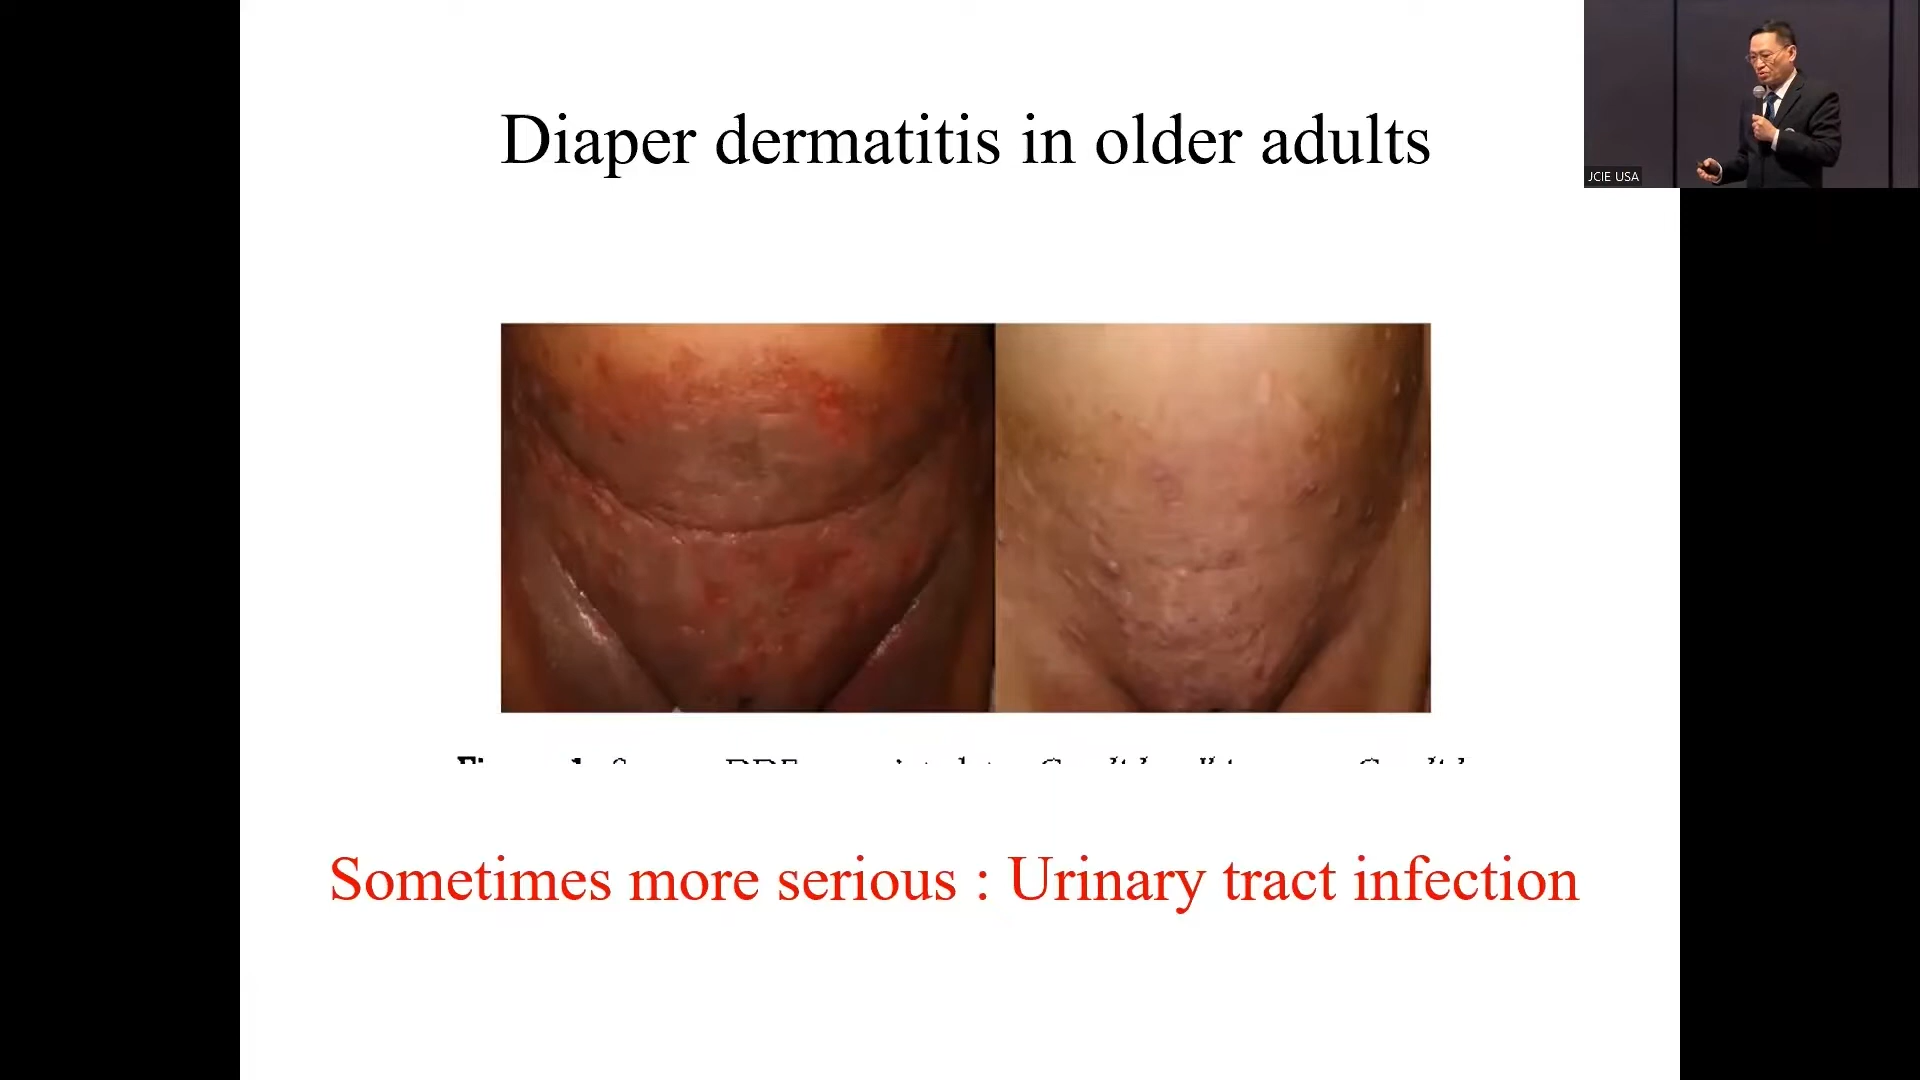 Diaper dermatitis in older adults
JCIE USA
Sometimes more serious : Urinary tract infection